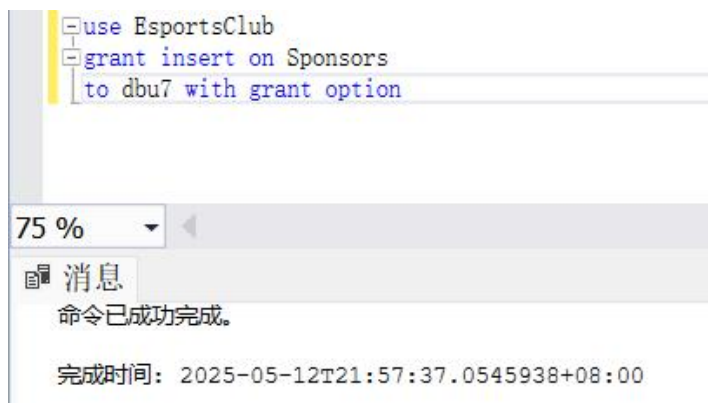 use EsportsClub
grant insert on Sponsors
to dbu7 with grant option
75 %
消息
命令已成功完成。
完成时间: 2025-05-12T21:57:37.0545938+08:00